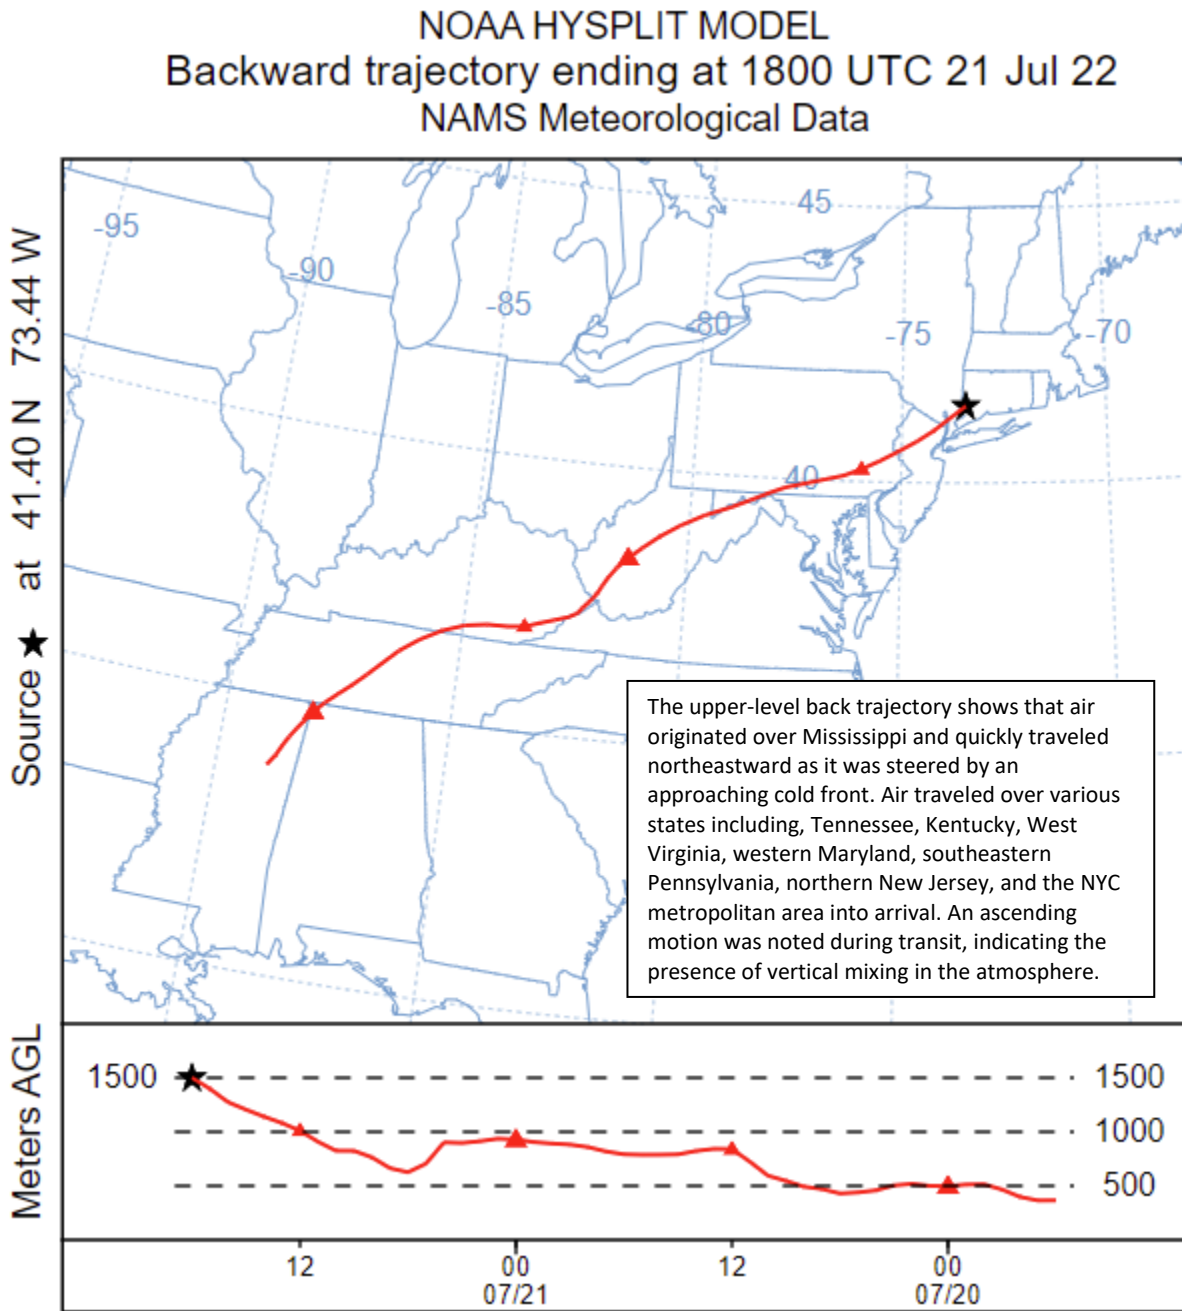 NOAA HYSPLIT MODEL
Backward trajectory ending at 1800 UTC 21 Jul 22
NAMS Meteorological Data
Source ★ at 41.40 N 73.44 W
-95
-90
-85
-80
45
-75
-70
40
The upper-level back trajectory shows that air
originated over Mississippi and quickly traveled
northeastward as it was steered by an
approaching cold front. Air traveled over various
states including, Tennessee, Kentucky, West
Virginia, western Maryland, southeastern
Pennsylvania, northern New Jersey, and the NYC
metropolitan area into arrival. An ascending
motion was noted during transit, indicating the
presence of vertical mixing in the atmosphere.
Meters AGL
1500
1500
1000
500
12
00
12
00
07/21
07/20